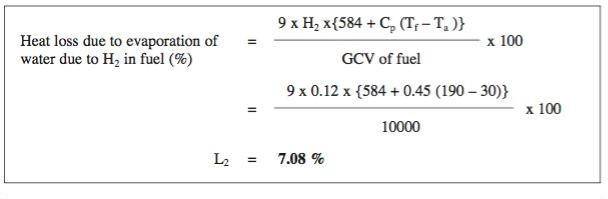 Heat loss due to evaporation of water due to H₂ in fuel (%) = 9 x H₂ x{584 + Cₚ (T_f – Tₐ )} / GCV of fuel x 100
= 9 x 0.12 x {584 + 0.45 (190 – 30)} / 10000 x 100
L₂ = 7.08 %